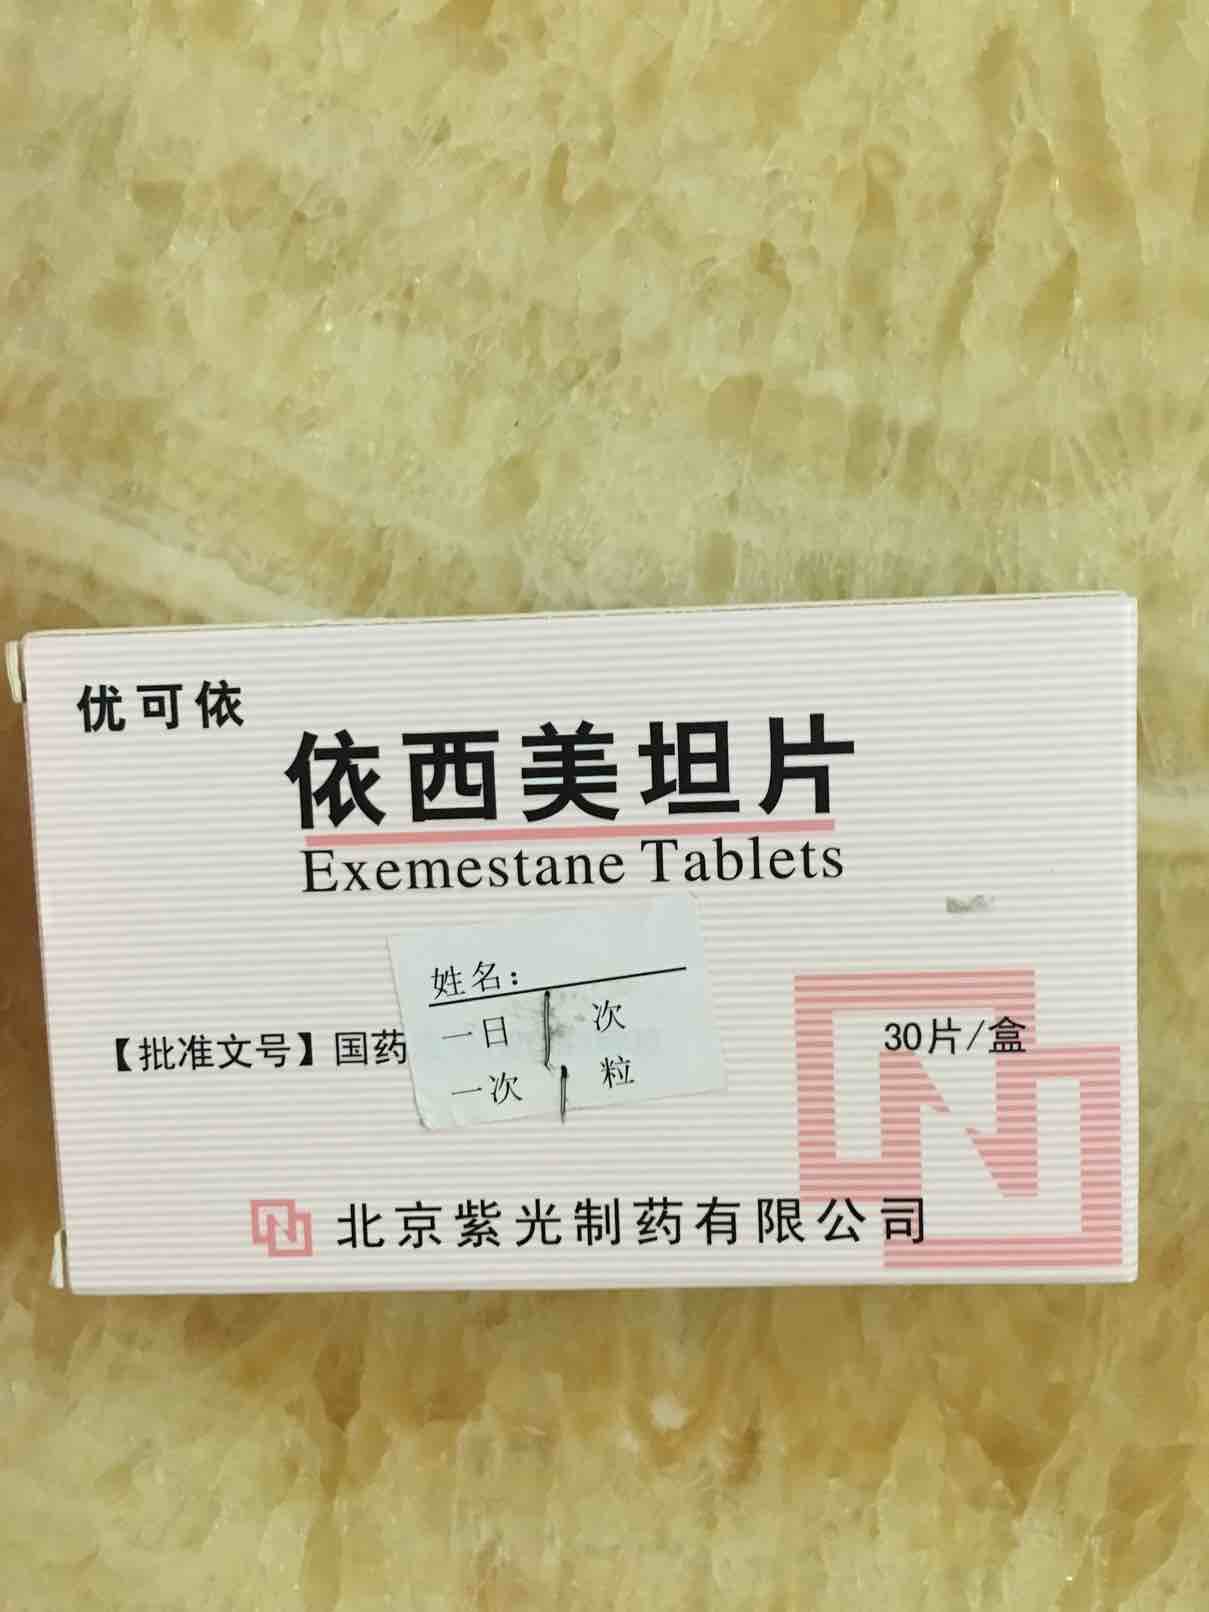 优可依
依西美坦片
Exemestane Tablets
姓名:
一日 1 次
一次 1 粒
【批准文号】国药
30片/盒
北京紫光制药有限公司